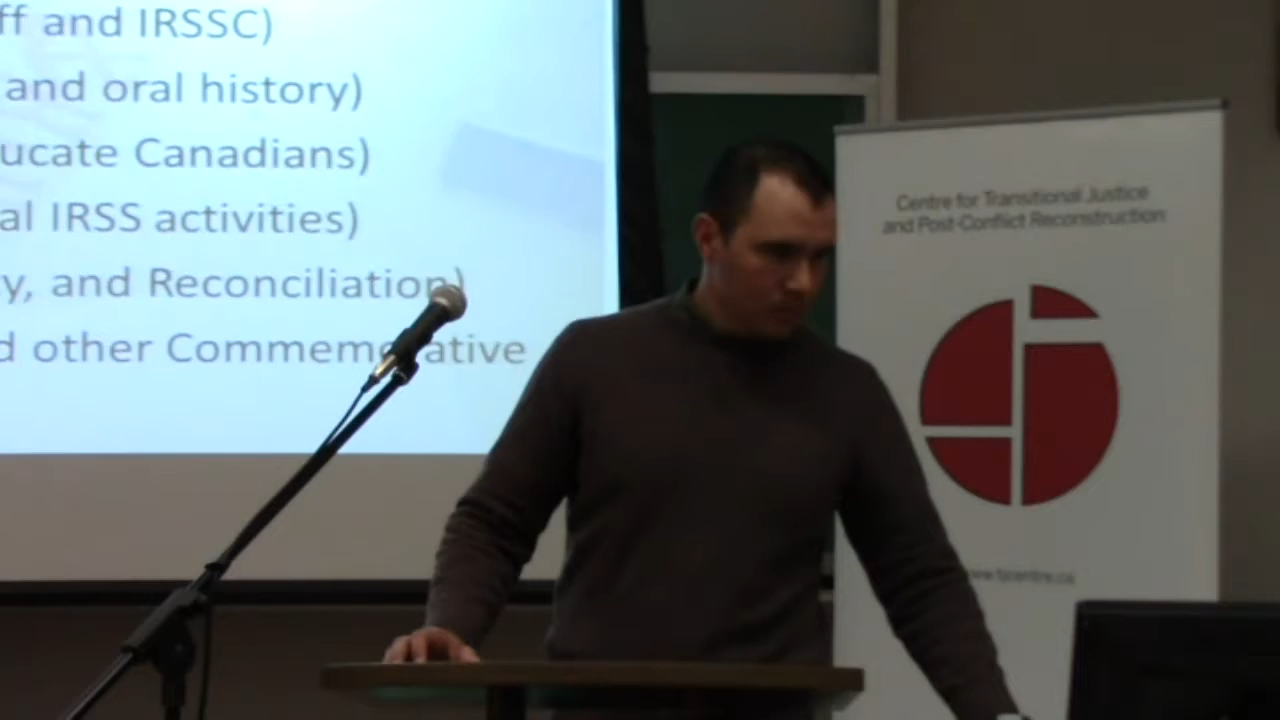 ff and IRSSC)
and oral history)
ucate Canadians)
al IRSS activities)
y, and Reconciliation)
d other Commemorative
Centre for Transitional Justice
and Post-Conflict Reconstruction
www.tjcentre.ca